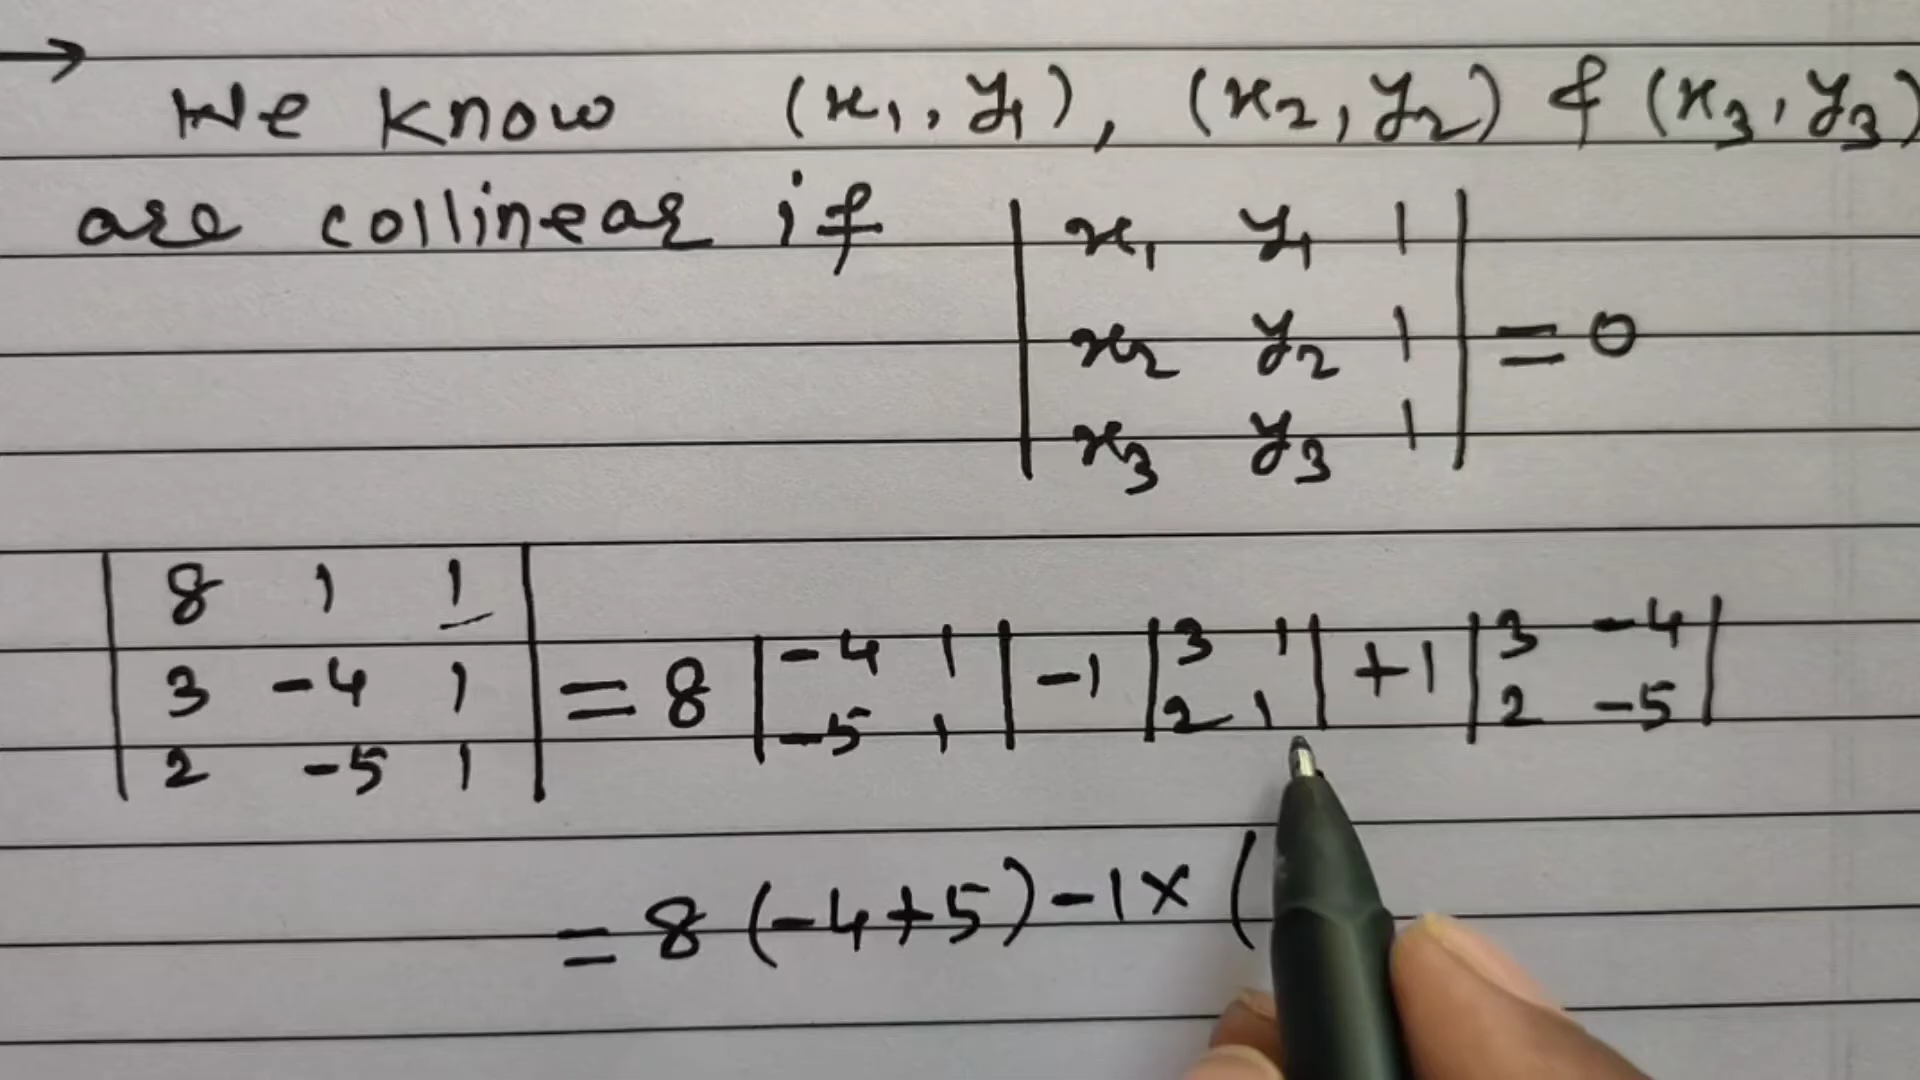 → We know (x₁, y₁), (x₂, y₂) & (x₃, y₃)
are collinear if | x₁ y₁ 1 |
| x₂ y₂ 1 | = 0
| x₃ y₃ 1 |
| 8 1 1 |
| 3 -4 1 | = 8 | -4 1 | -1 | 3 1 | +1 | 3 -4 |
| 2 -5 1 | | -5 1 | | 2 1 | | 2 -5 |
= 8 (-4+5) -1 × (